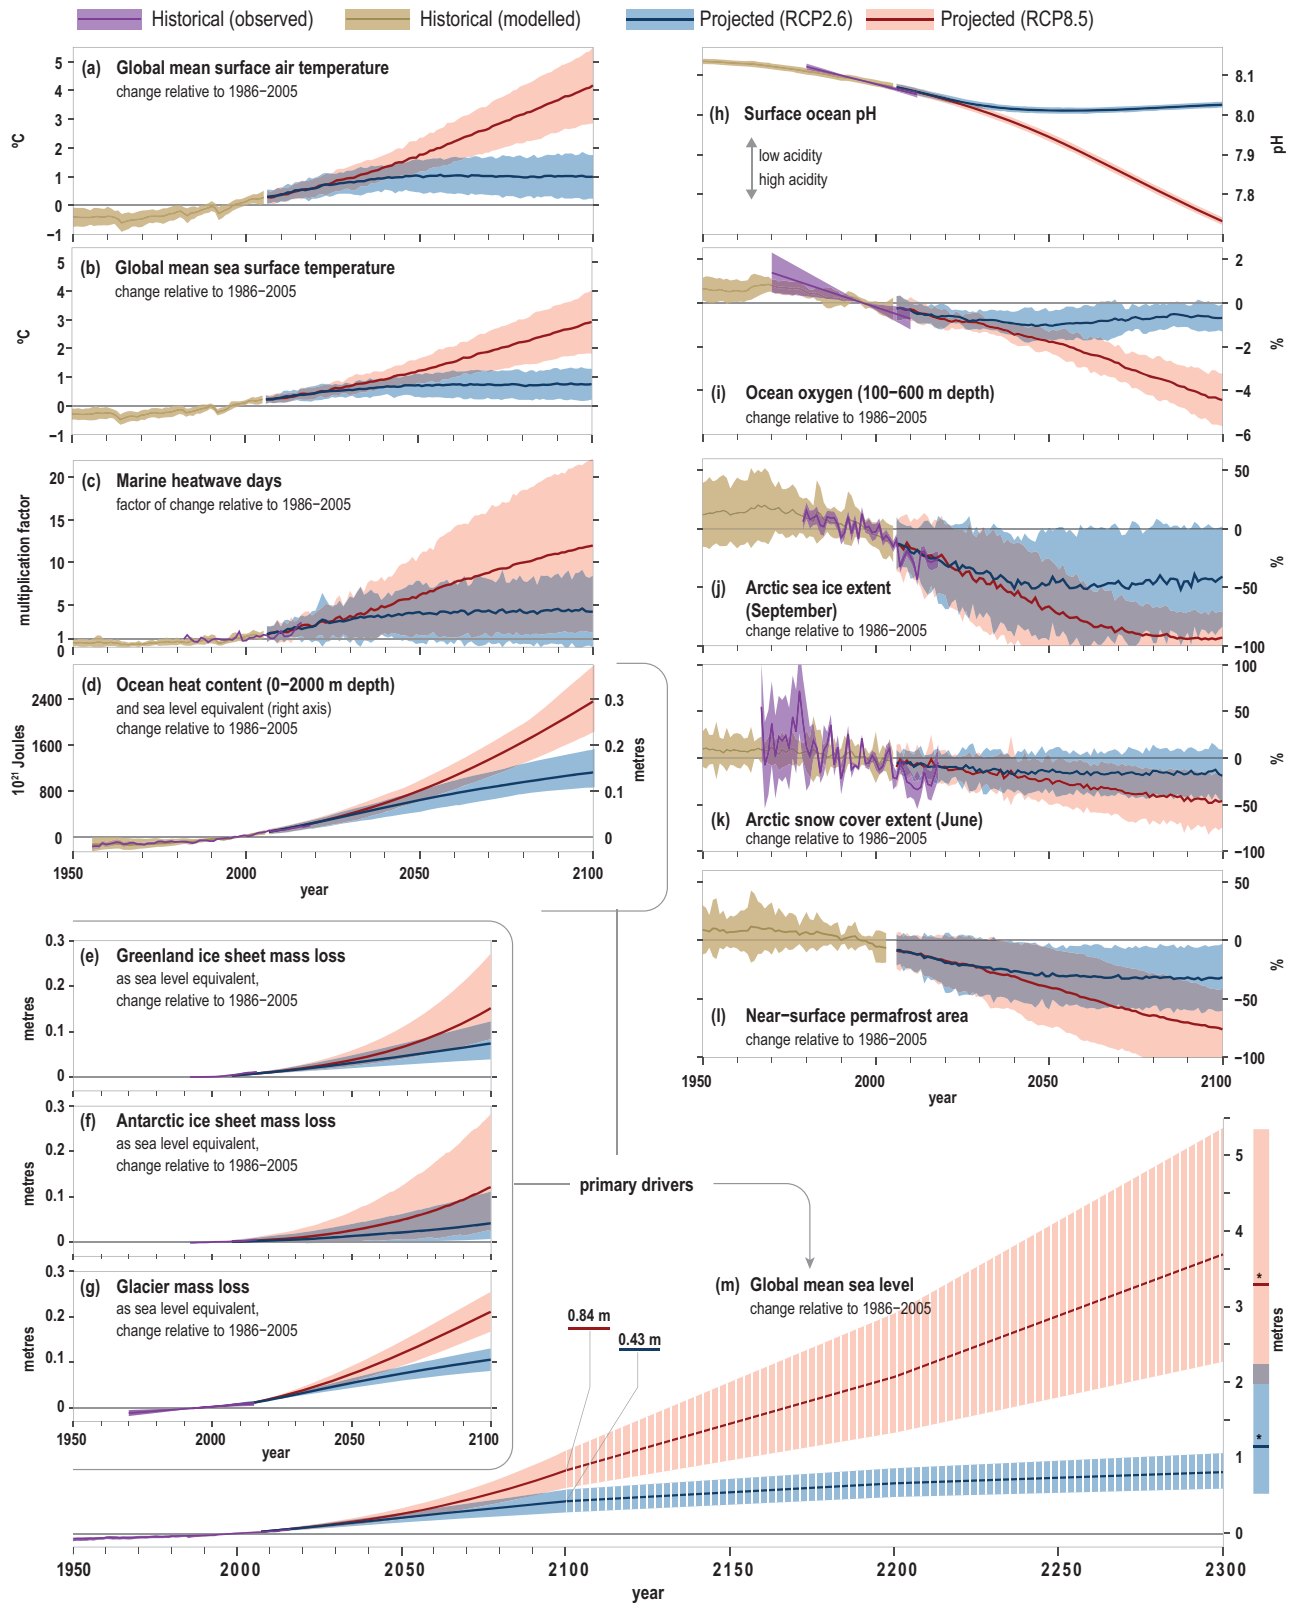 Historical (observed)
Historical (modelled)
Projected (RCP2.6)
Projected (RCP8.5)
(a) Global mean surface air temperature
change relative to 1986−2005
ºC
5
4
3
2
1
0
−1
(b) Global mean sea surface temperature
change relative to 1986−2005
ºC
5
4
3
2
1
0
−1
(c) Marine heatwave days
factor of change relative to 1986−2005
multiplication factor
20
15
10
5
1
0
(d) Ocean heat content (0−2000 m depth)
and sea level equivalent (right axis)
change relative to 1986−2005
10²¹ Joules
2400
1600
800
0
0.3
0.2
0.1
0
metres
1950
2000
2050
2100
year
(e) Greenland ice sheet mass loss
as sea level equivalent,
change relative to 1986−2005
metres
0.3
0.2
0.1
0
(f) Antarctic ice sheet mass loss
as sea level equivalent,
change relative to 1986−2005
metres
0.3
0.2
0.1
0
(g) Glacier mass loss
as sea level equivalent,
change relative to 1986−2005
metres
0.3
0.2
0.1
0
1950
2000
2050
2100
year
(h) Surface ocean pH
low acidity
high acidity
8.1
8.0
7.9
7.8
pH
(i) Ocean oxygen (100−600 m depth)
change relative to 1986−2005
2
0
−2
−4
−6
%
(j) Arctic sea ice extent
(September)
change relative to 1986−2005
50
0
−50
−100
%
(k) Arctic snow cover extent (June)
change relative to 1986−2005
100
50
0
−50
−100
%
(l) Near−surface permafrost area
change relative to 1986−2005
50
0
−50
−100
%
1950
2000
2050
2100
year
primary drivers
(m) Global mean sea level
change relative to 1986−2005
0.84 m
0.43 m
5
4
3
2
1
0
metres
*
*
1950
2000
2050
2100
2150
2200
2250
2300
year